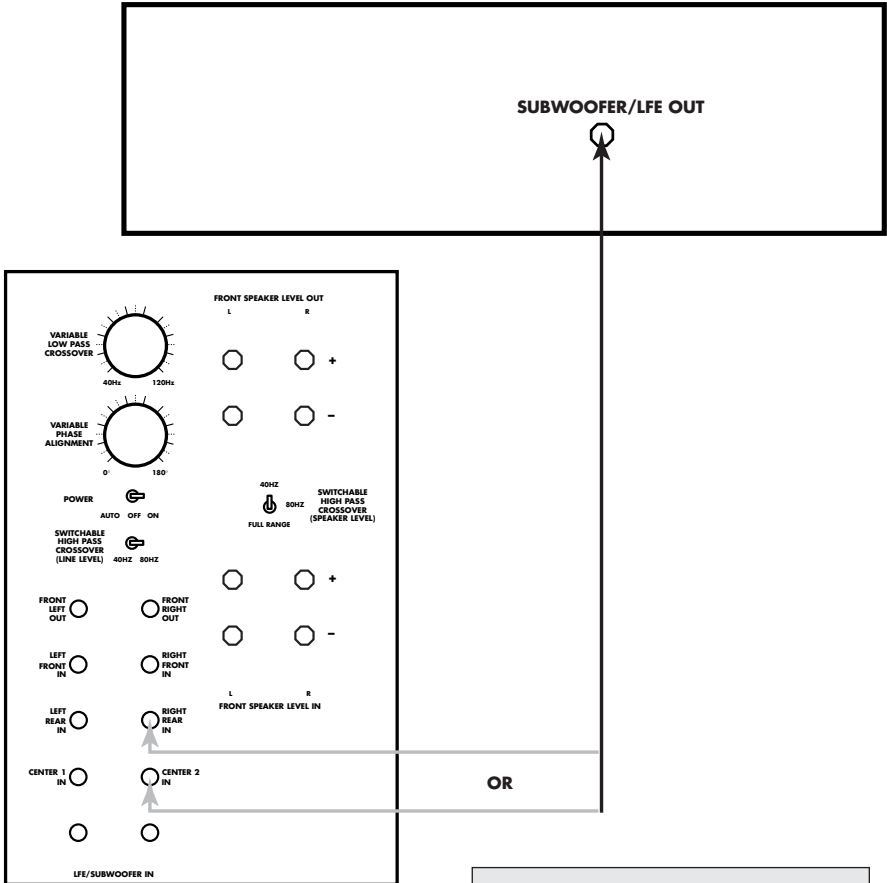 SUBWOOFER/LFE OUT
FRONT SPEAKER LEVEL OUT
L R
VARIABLE
LOW PASS
CROSSOVER
40Hz 120Hz
+
VARIABLE
PHASE
ALIGNMENT
–
0° 180°
POWER
AUTO OFF ON
40HZ
80HZ
FULL RANGE
SWITCHABLE
HIGH PASS
CROSSOVER
(SPEAKER LEVEL)
SWITCHABLE
HIGH PASS
CROSSOVER
(LINE LEVEL)
40HZ 80HZ
+
–
FRONT
LEFT
OUT
FRONT
RIGHT
OUT
LEFT
FRONT
IN
RIGHT
FRONT
IN
L R
FRONT SPEAKER LEVEL IN
LEFT
REAR
IN
RIGHT
REAR
IN
CENTER 1
IN
CENTER 2
IN
OR
LFE/SUBWOOFER IN